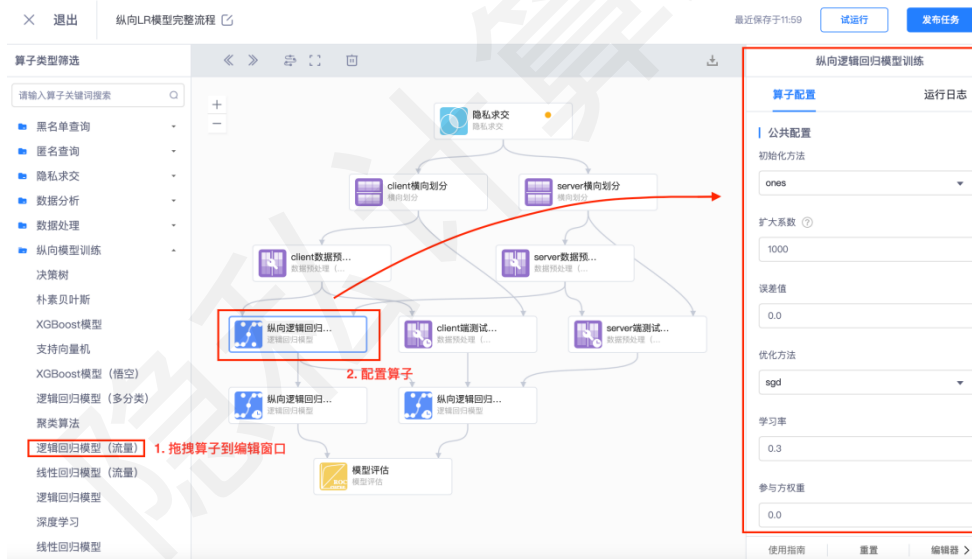 退出
纵向LR模型完整流程
最近保存于11:59
试运行
发布任务
算子类型筛选
请输入算子关键词搜索
黑名单查询
匿名查询
隐私求交
数据分析
数据处理
纵向模型训练
决策树
朴素贝叶斯
XGBoost模型
支持向量机
XGBoost模型（悟空）
逻辑回归模型（多分类）
聚类算法
逻辑回归模型（流量）
线性回归模型（流量）
逻辑回归模型
深度学习
线性回归模型
1. 拖拽算子到编辑窗口
隐私求交
隐私求交
client横向划分
横向划分
server横向划分
横向划分
client数据预...
数据预处理（...
server数据预...
数据预处理（...
纵向逻辑回归...
逻辑回归模型
client端测试...
数据预处理（...
server端测试...
数据预处理（...
2. 配置算子
纵向逻辑回归...
逻辑回归模型
纵向逻辑回归...
逻辑回归模型
模型评估
模型评估
纵向逻辑回归模型训练
算子配置
运行日志
公共配置
初始化方法
ones
扩大系数
1000
误差值
0.0
优化方法
sgd
学习率
0.3
参与方权重
0.0
使用指南
重置
编辑器
隐私计算